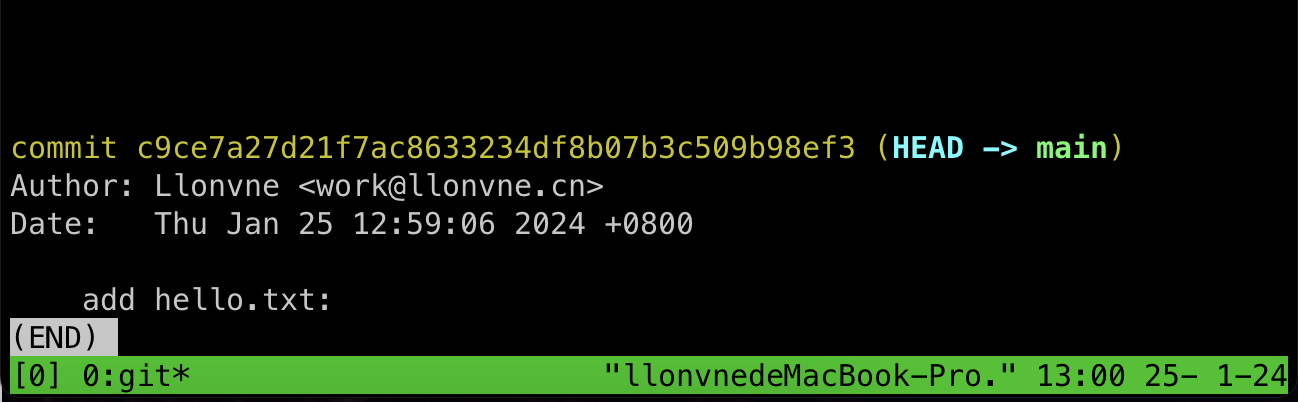 commit c9ce7a27d21f7ac8633234df8b07b3c509b98ef3 (HEAD -> main)
Author: Llonvne <work@llonvne.cn>
Date:   Thu Jan 25 12:59:06 2024 +0800
    add hello.txt:
(END)
[0] 0:git* "llonvnedeMacBook-Pro." 13:00 25- 1-24